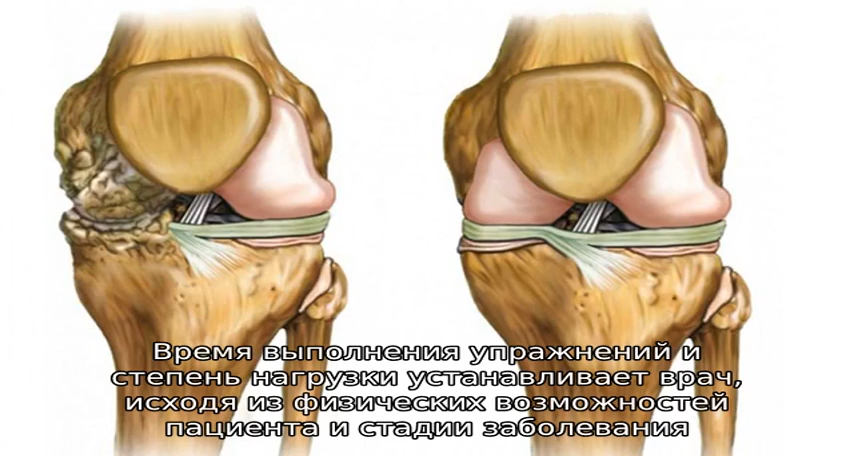 Время выполнения упражнений и
степень нагрузки устанавливает врач,
исходя из физических возможностей
пациента и стадии заболевания